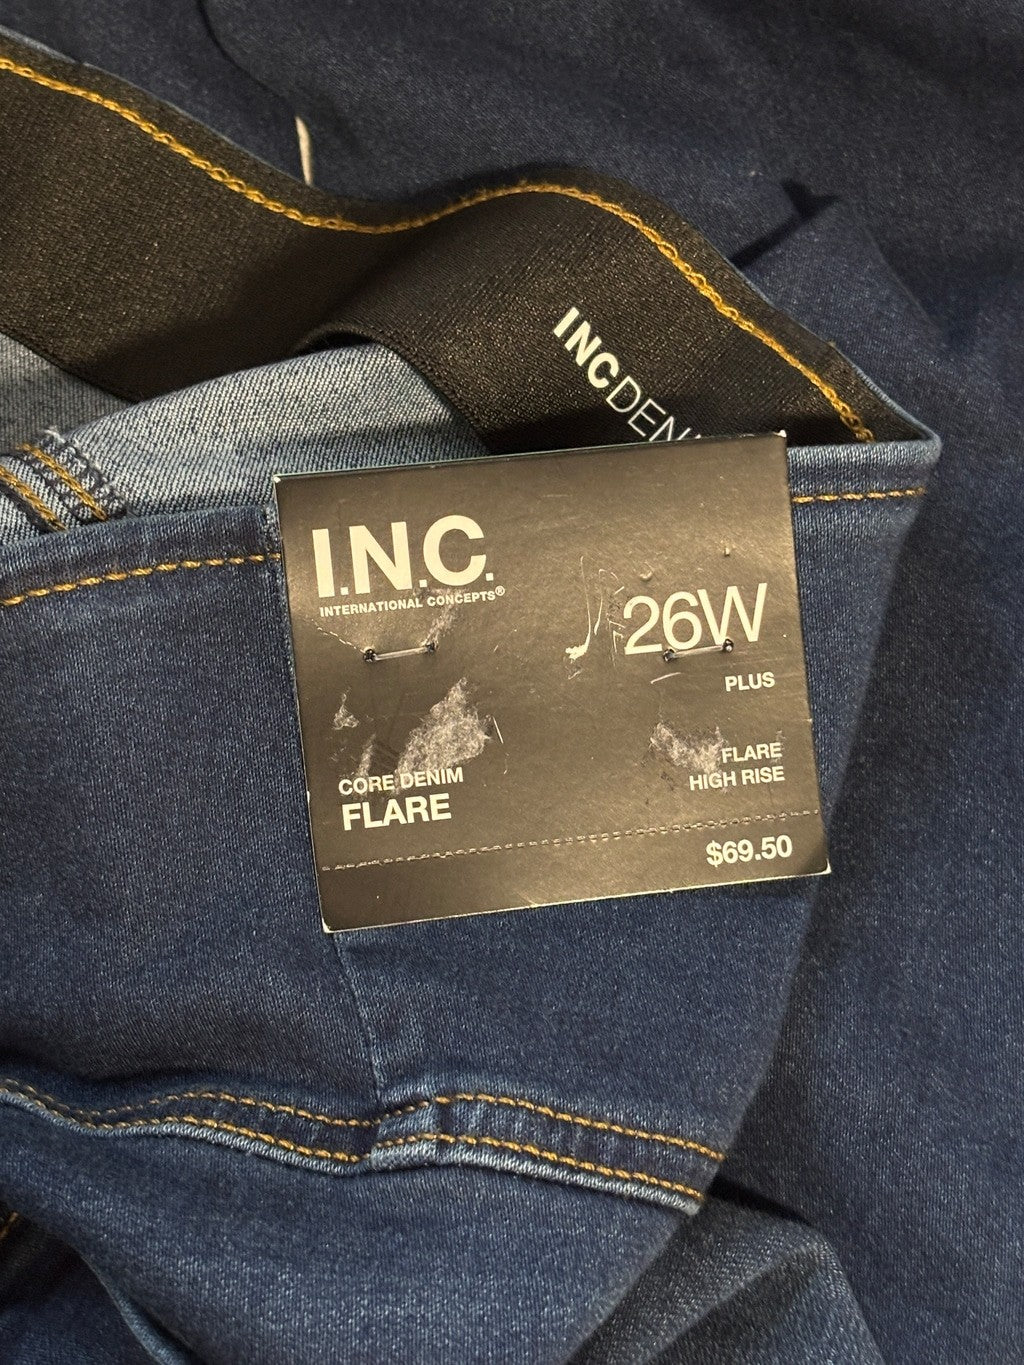 INCDENI
I.N.C.
INTERNATIONAL CONCEPTS®
26W
PLUS
CORE DENIM
FLARE
FLARE
HIGH RISE
$69.50